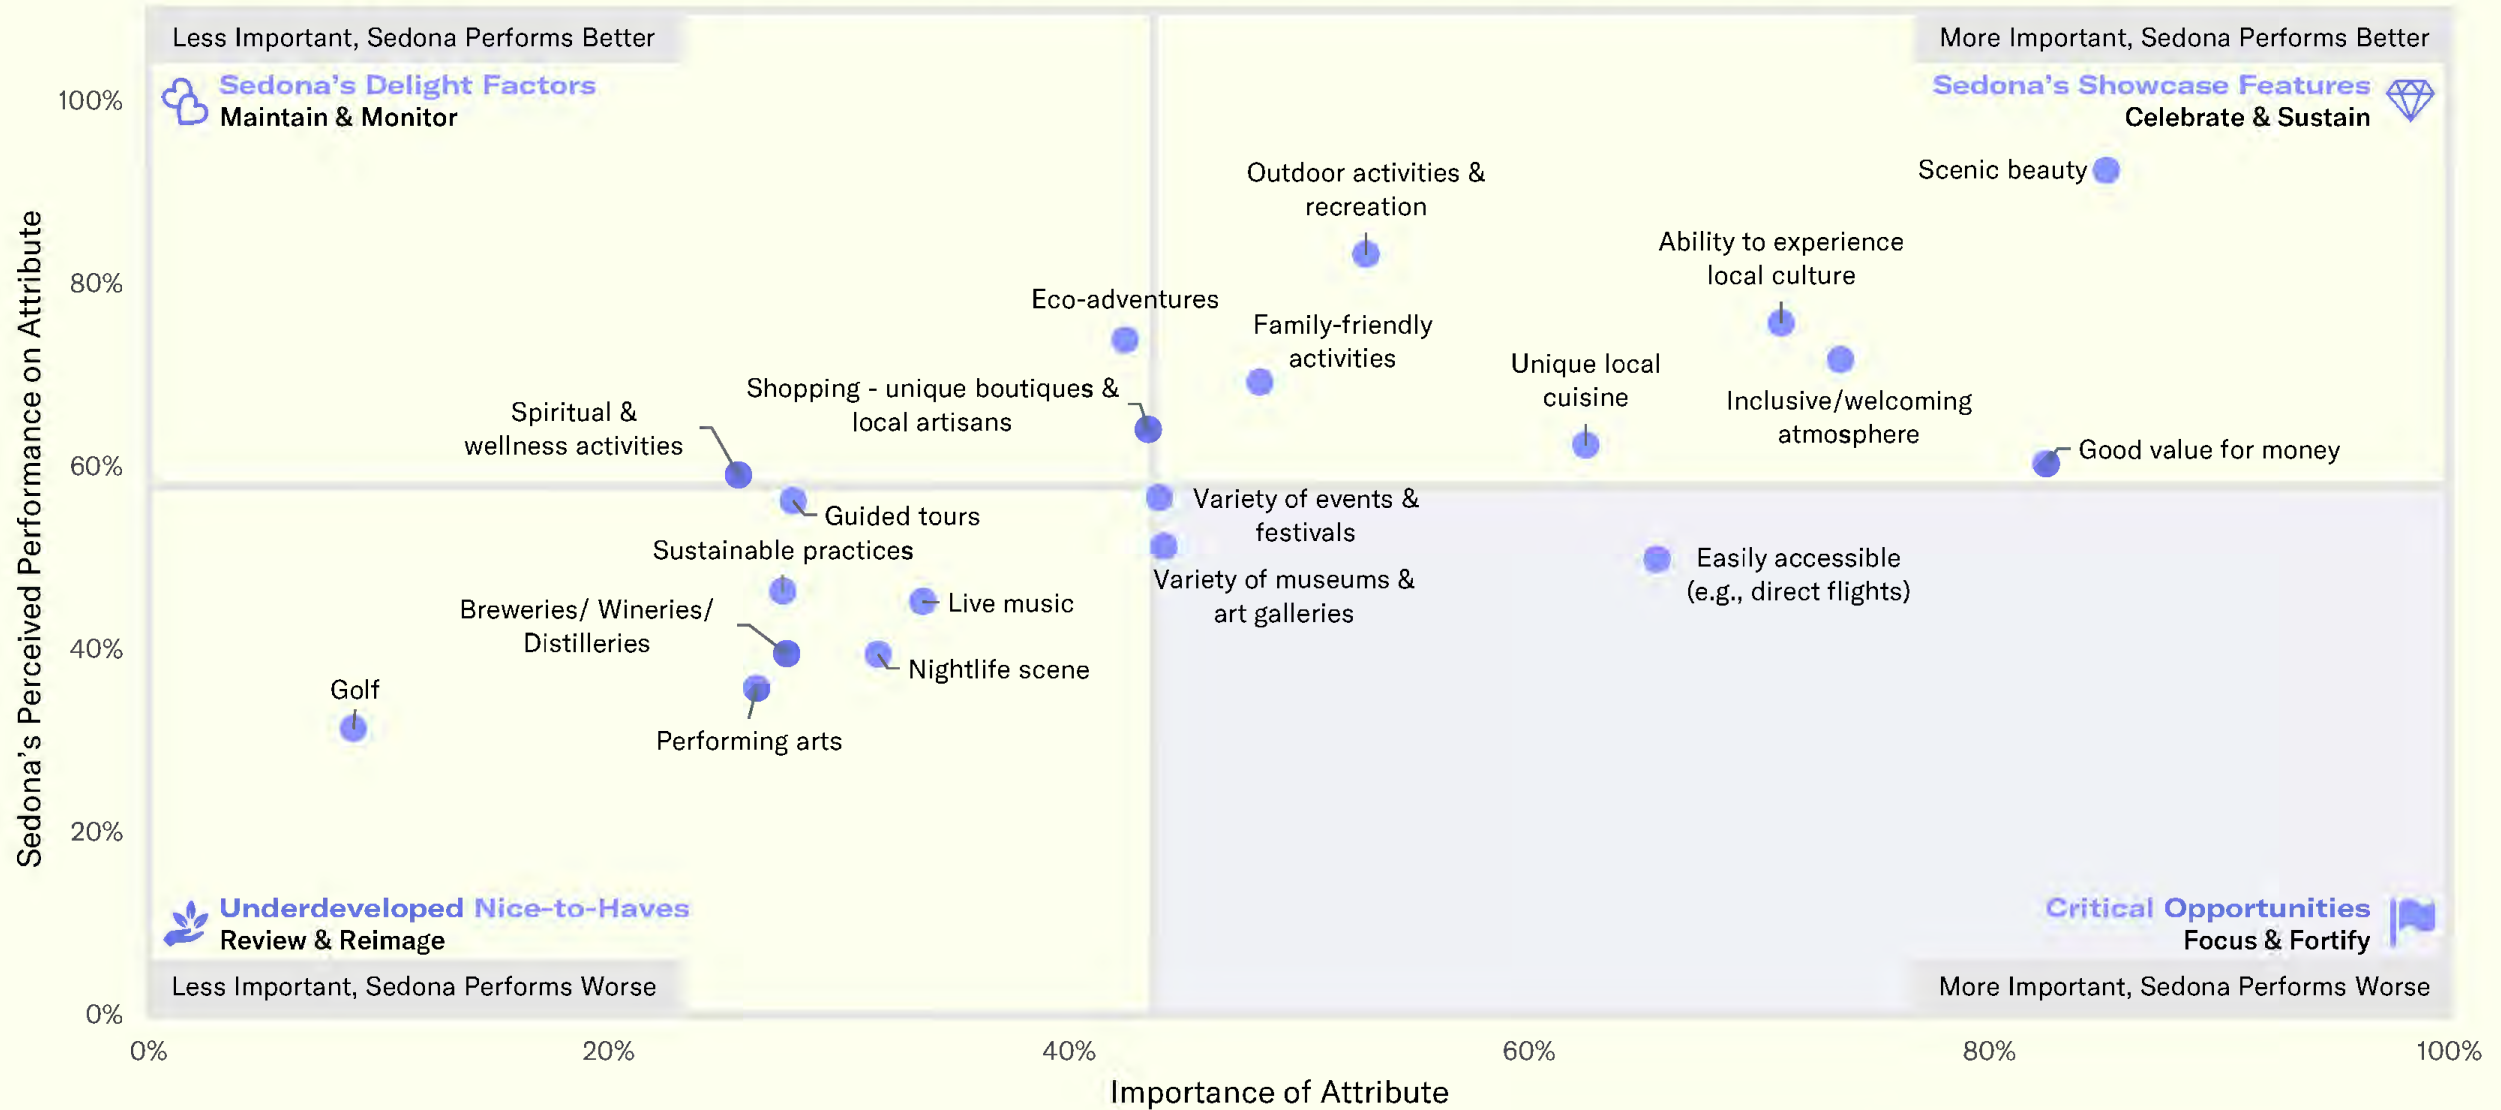 Less Important, Sedona Performs Better
More Important, Sedona Performs Better
Sedona's Delight Factors
Maintain & Monitor
Sedona's Showcase Features
Celebrate & Sustain
Sedona's Perceived Performance on Attribute
100%
80%
60%
40%
20%
0%
Scenic beauty
Outdoor activities &
recreation
Ability to experience
local culture
Eco-adventures
Family-friendly
activities
Unique local
cuisine
Shopping - unique boutiques &
local artisans
Inclusive/welcoming
atmosphere
Spiritual &
wellness activities
Good value for money
Guided tours
Variety of events &
festivals
Sustainable practices
Easily accessible
(e.g., direct flights)
Variety of museums &
art galleries
Breweries/ Wineries/
Distilleries
Live music
Nightlife scene
Golf
Performing arts
Underdeveloped Nice-to-Haves
Review & Reimage
Critical Opportunities
Focus & Fortify
Less Important, Sedona Performs Worse
More Important, Sedona Performs Worse
0%
20%
40%
60%
80%
100%
Importance of Attribute